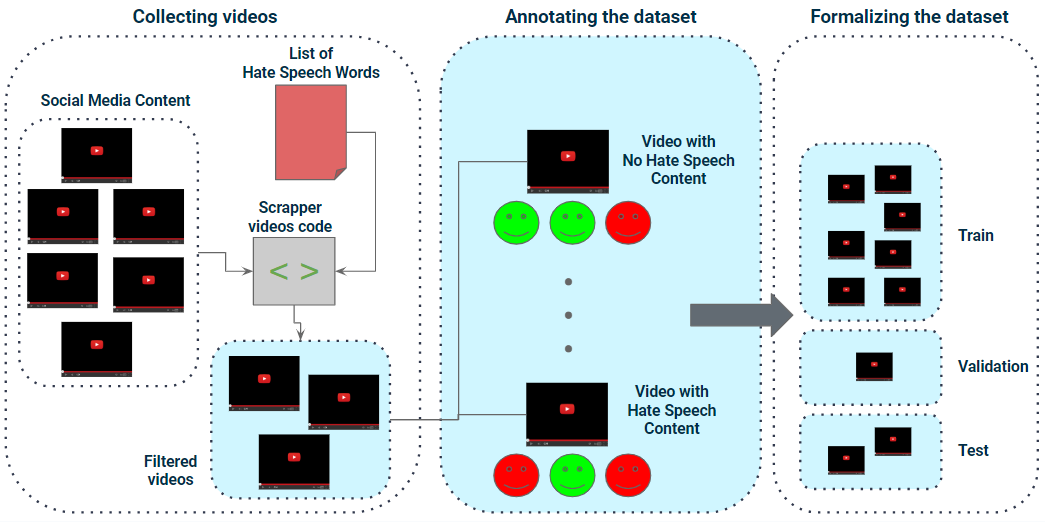 Collecting videos
Annotating the dataset
Formalizing the dataset
List of
Hate Speech Words
Social Media Content
Scrapper
videos code
< >
Filtered
videos
Video with
No Hate Speech
Content
Video with
Hate Speech
Content
Train
Validation
Test